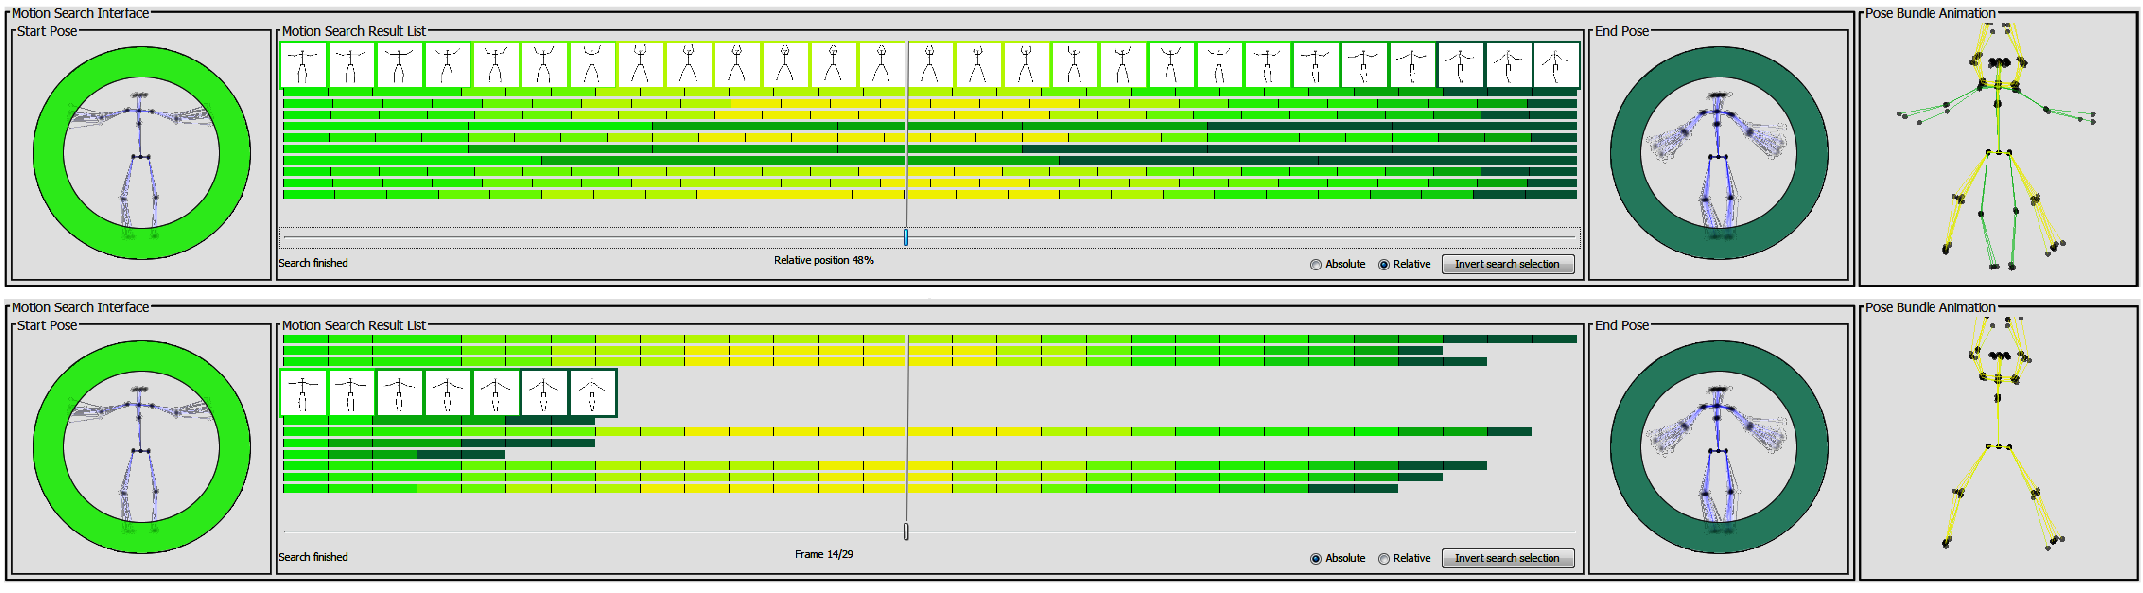 Motion Search Interface
Start Pose
Motion Search Result List
End Pose
Pose Bundle Animation
Search finished
Relative position 48%
Absolute
Relative
Invert search selection
Motion Search Interface
Start Pose
Motion Search Result List
End Pose
Pose Bundle Animation
Search finished
Frame 14/29
Absolute
Relative
Invert search selection